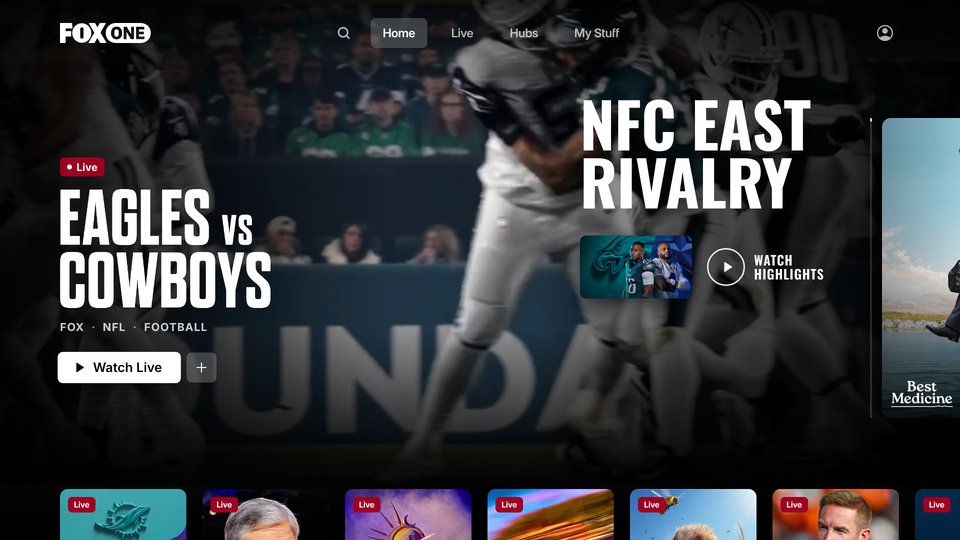 FOX ONE
Home
Live
Hubs
My Stuff
Live
EAGLES VS
COWBOYS
FOX · NFL · FOOTBALL
Watch Live
NFC EAST
RIVALRY
WATCH
HIGHLIGHTS
Best
Medicine
UNDA
Live
Live
Live
Live
Live
Live
Live